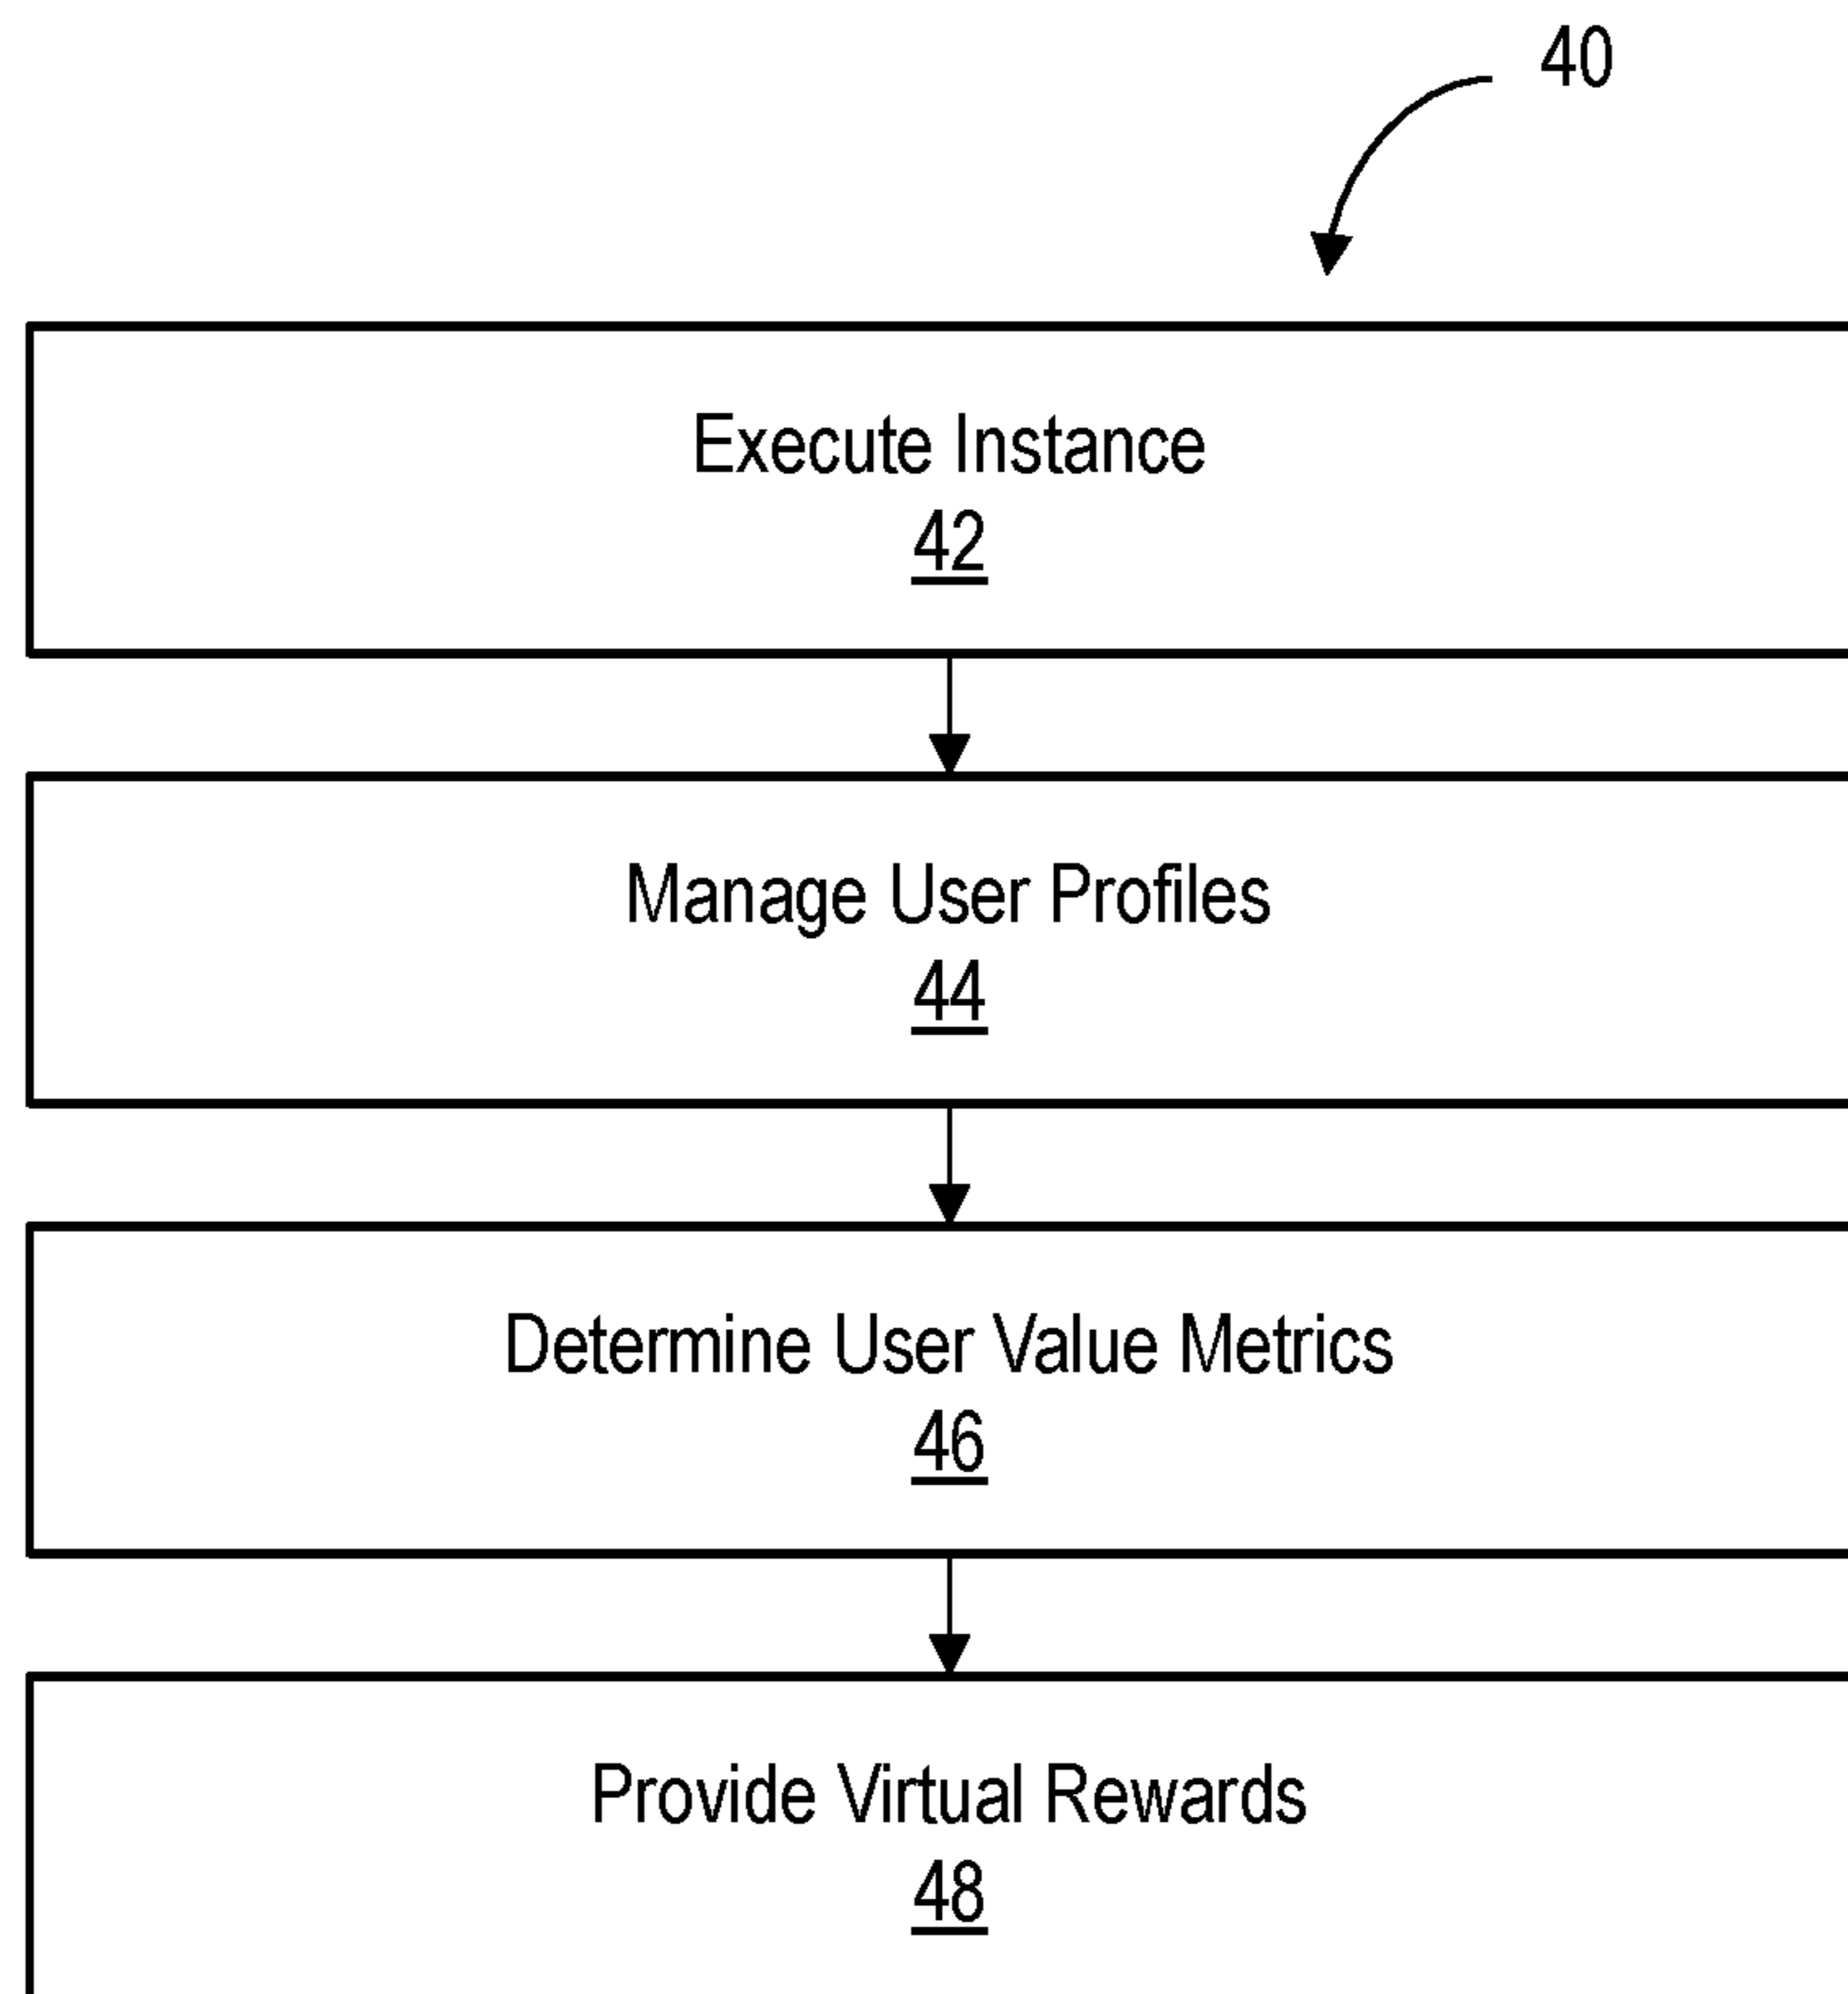 40
Execute Instance
42
Manage User Profiles
44
Determine User Value Metrics
46
Provide Virtual Rewards
48